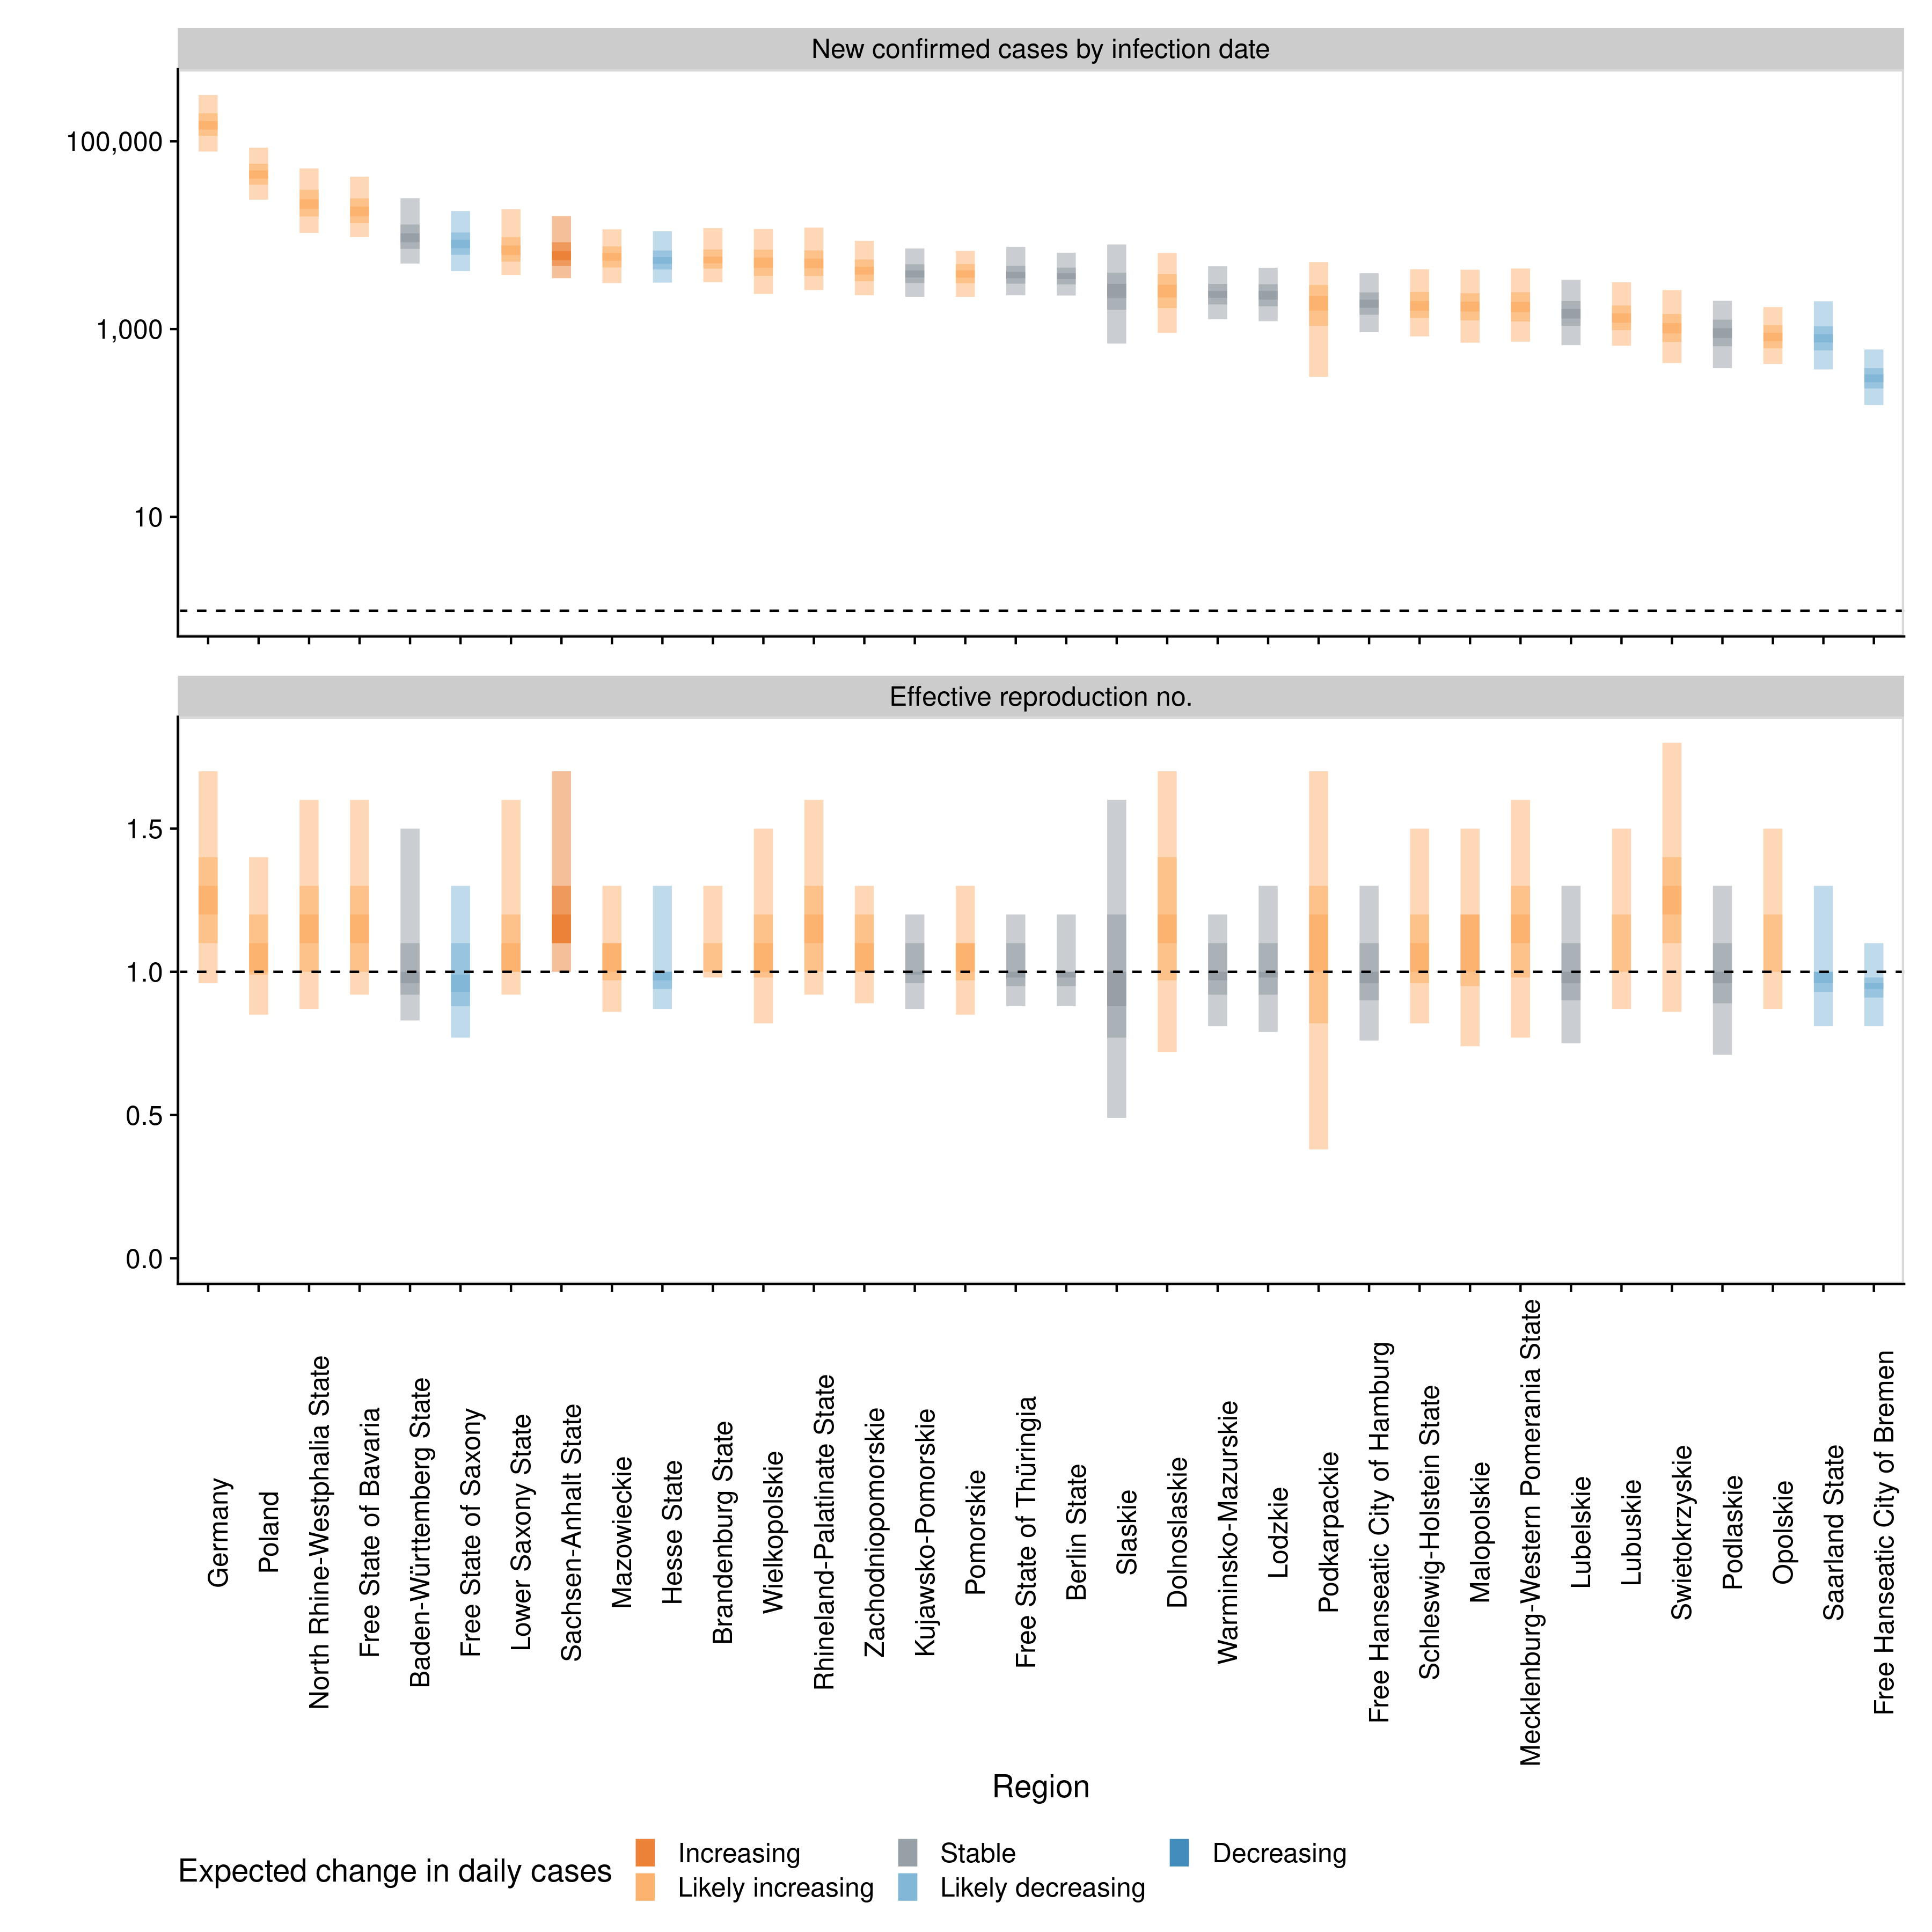 New confirmed cases by infection date
100,000
1,000
10
Effective reproduction no.
1.5
1.0
0.5
0.0
Germany
Poland
North Rhine-Westphalia State
Free State of Bavaria
Baden-Württemberg State
Free State of Saxony
Lower Saxony State
Sachsen-Anhalt State
Mazowieckie
Hesse State
Brandenburg State
Wielkopolskie
Rhineland-Palatinate State
Zachodniopomorskie
Kujawsko-Pomorskie
Pomorskie
Free State of Thüringia
Berlin State
Slaskie
Dolnoslaskie
Warminsko-Mazurskie
Lodzkie
Podkarpackie
Free Hanseatic City of Hamburg
Schleswig-Holstein State
Malopolskie
Mecklenburg-Western Pomerania State
Lubelskie
Lubuskie
Swietokrzyskie
Podlaskie
Opolskie
Saarland State
Free Hanseatic City of Bremen
Region
Expected change in daily cases
Increasing
Likely increasing
Stable
Likely decreasing
Decreasing